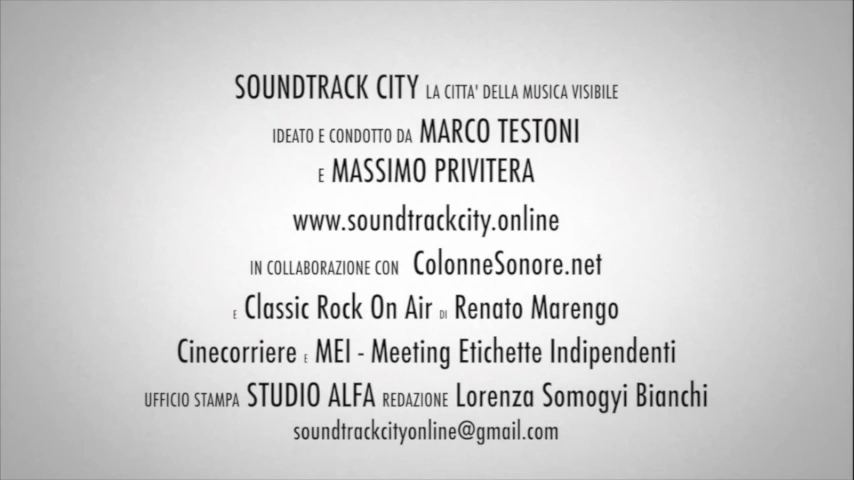 SOUNDTRACK CITY LA CITTA' DELLA MUSICA VISIBILE
IDEATO E CONDOTTO DA MARCO TESTONI
E MASSIMO PRIVITERA
www.soundtrackcity.online
IN COLLABORAZIONE CON ColonneSonore.net
E Classic Rock On Air DI Renato Marengo
Cinecorriere E MEI - Meeting Etichette Indipendenti
UFFICIO STAMPA STUDIO ALFA REDAZIONE Lorenza Somogyi Bianchi
soundtrackcityonline@gmail.com